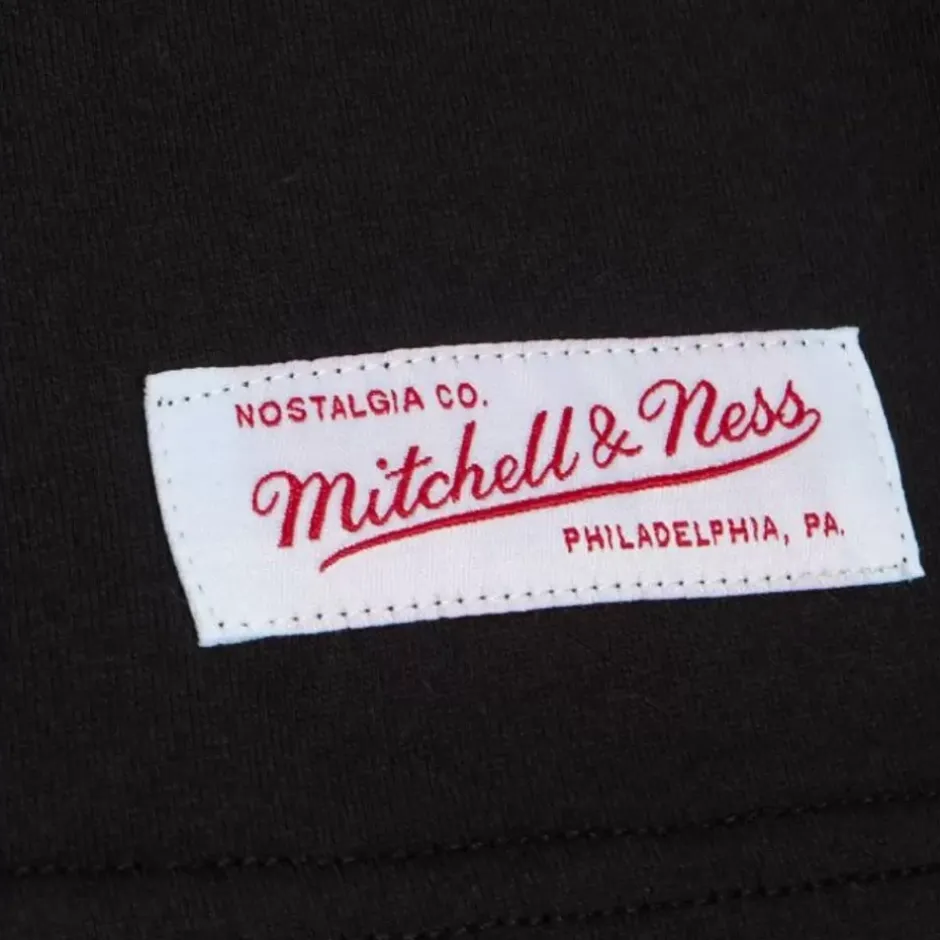 NOSTALGIA CO.
Mitchell & Ness
PHILADELPHIA, PA.